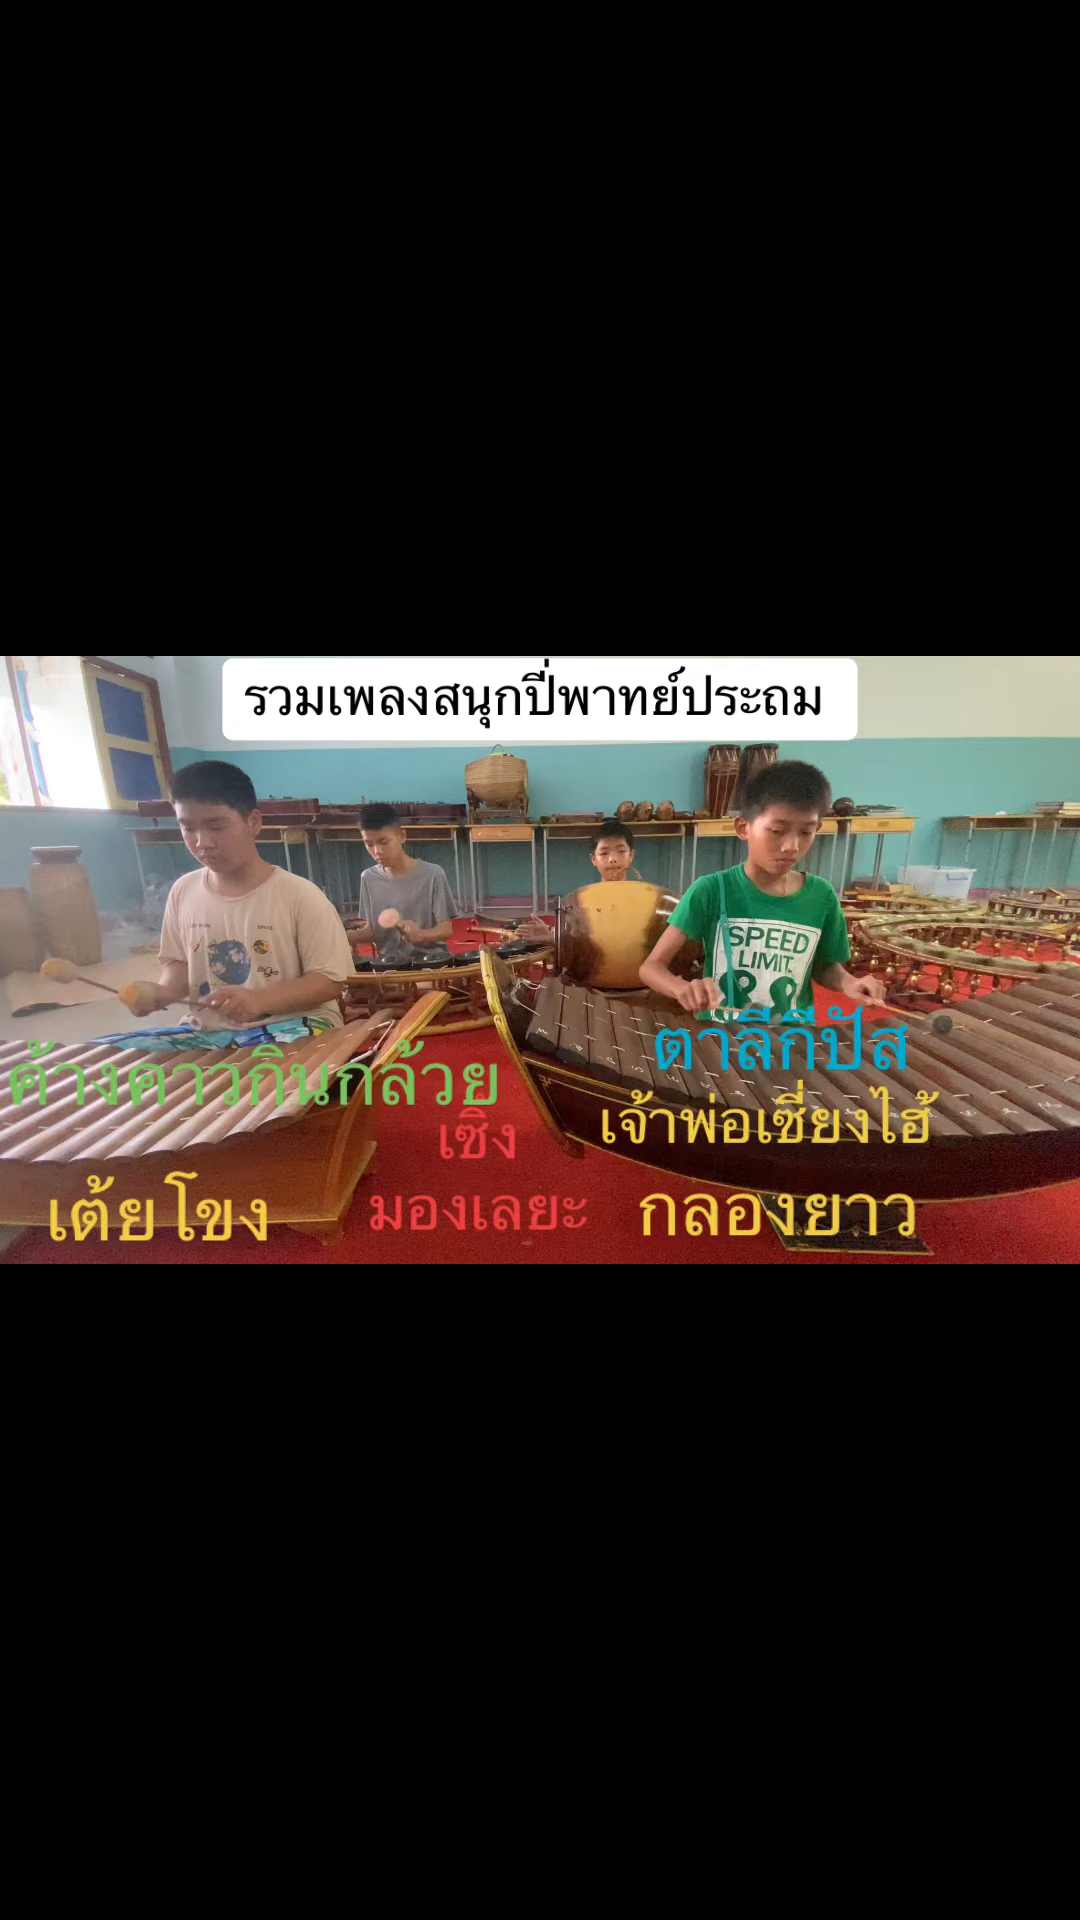 รวมเพลงสนุกปี่พาทย์ประถม
SPEED
LIMIT.
88
ตาลีกีปัส
ค้างคาวกินกล้วย
เจ้าพ่อเซี่ยงไฮ้
เซิ้ง
มองเลยะ
กลองยาว
เต้ยโขง